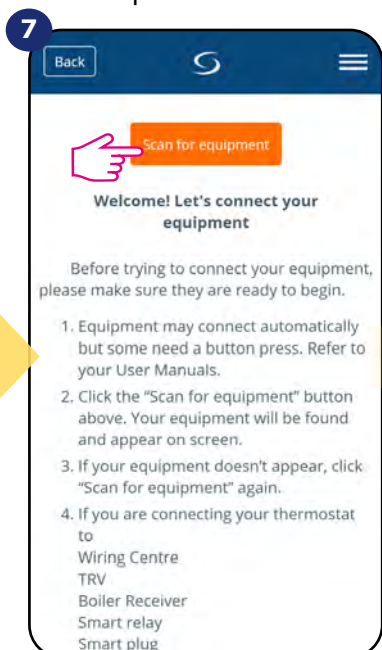 7
Back
Scan for equipment
Welcome! Let's connect your
equipment
Before trying to connect your equipment,
please make sure they are ready to begin.
1. Equipment may connect automatically
but some need a button press. Refer to
your User Manuals.
2. Click the “Scan for equipment” button
above. Your equipment will be found
and appear on screen.
3. If your equipment doesn't appear, click
“Scan for equipment” again.
4. If you are connecting your thermostat
to
Wiring Centre
TRV
Boiler Receiver
Smart relay
Smart plug